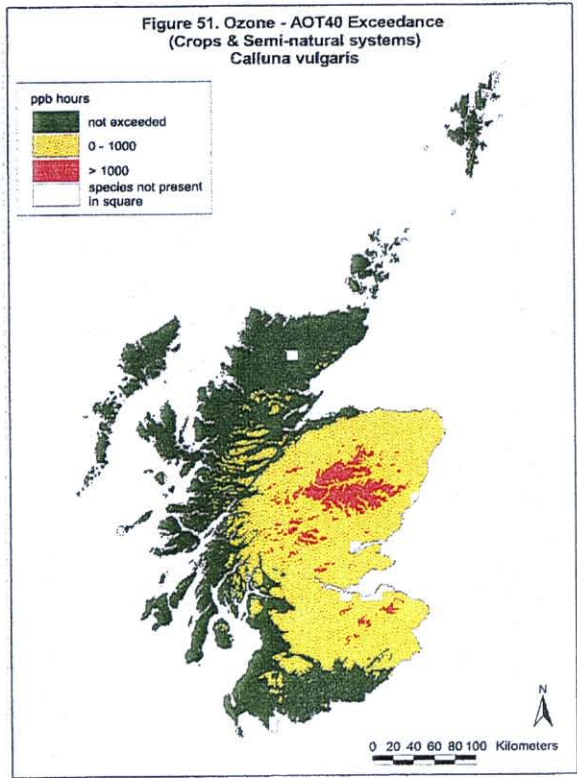 Figure 51. Ozone - AOT40 Exceedance
(Crops & Semi-natural systems)
Calluna vulgaris
ppb hours
not exceeded
0 - 1000
> 1000
species not present
in square
N
0 20 40 60 80 100 Kilometers